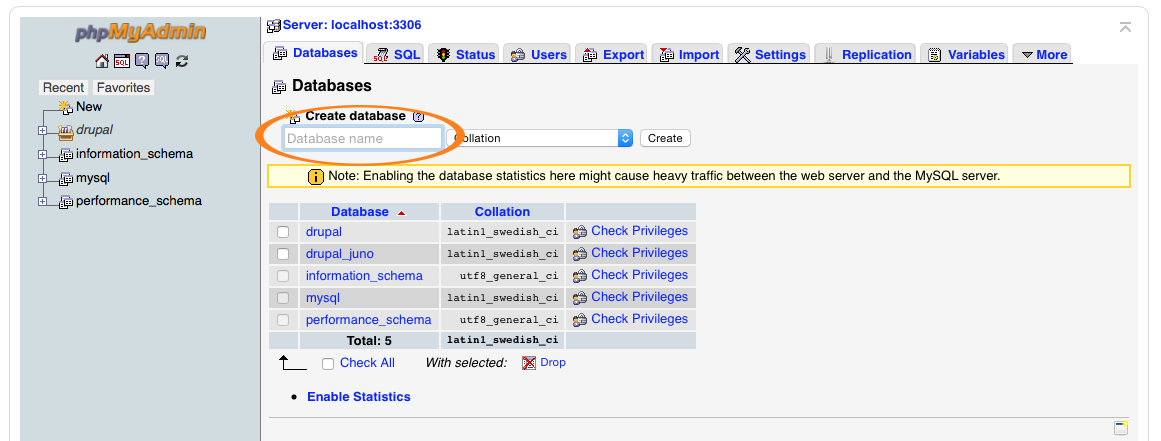 phpMyAdmin
SQL
SQL
Recent Favorites
New
drupal
information_schema
mysql
performance_schema
Server: localhost:3306
Databases SQL Status Users Export Import Settings Replication Variables More
Databases
Create database
Database name Collation Create
Note: Enabling the database statistics here might cause heavy traffic between the web server and the MySQL server.
Database Collation
drupal latin1_swedish_ci Check Privileges
drupal_juno latin1_swedish_ci Check Privileges
information_schema utf8_general_ci Check Privileges
mysql latin1_swedish_ci Check Privileges
performance_schema utf8_general_ci Check Privileges
Total: 5 latin1_swedish_ci
Check All With selected: Drop
Enable Statistics